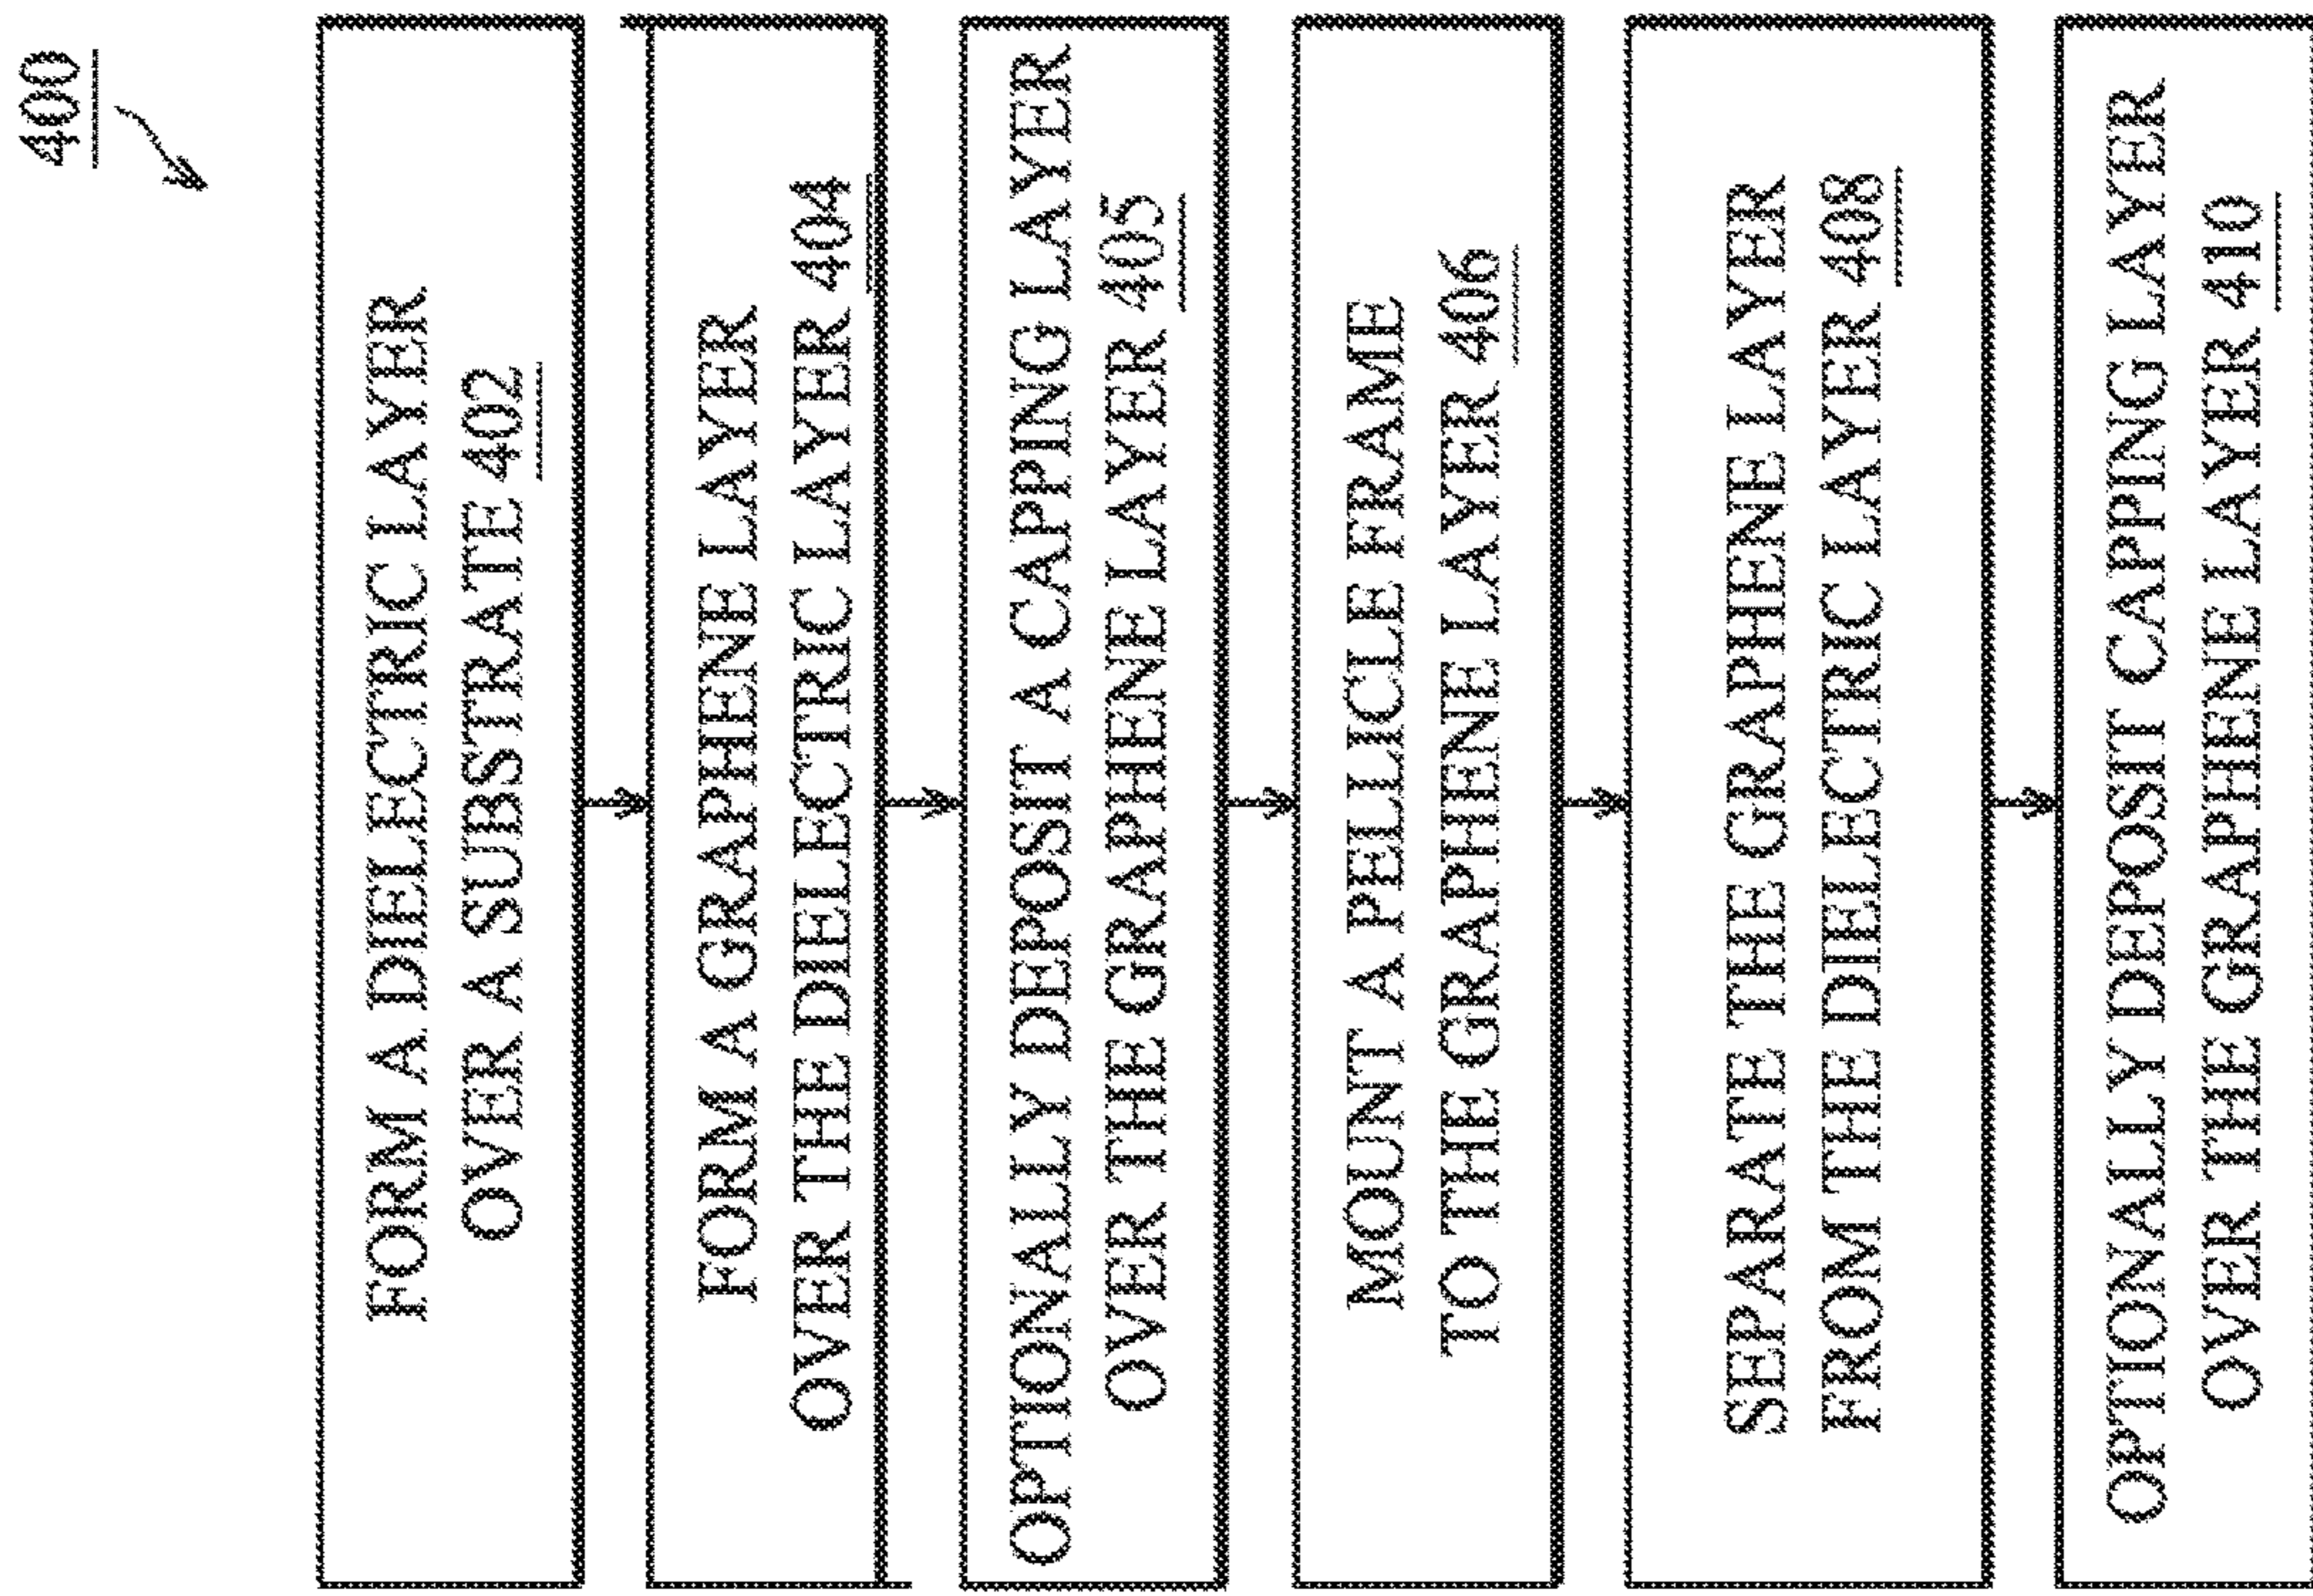 400
FORM A DIELECTRIC LAYER
OVER A SUBSTRATE 402
FORM A GRAPHENE LAYER
OVER THE DIELECTRIC LAYER 404
OPTIONALLY DEPOSIT A CAPPING LAYER
OVER THE GRAPHENE LAYER 405
MOUNT A PELLICLE FRAME
TO THE GRAPHENE LAYER 406
SEPARATE THE GRAPHENE LAYER
FROM THE DIELECTRIC LAYER 408
OPTIONALLY DEPOSIT CAPPING LAYER
OVER THE GRAPHENE LAYER 410